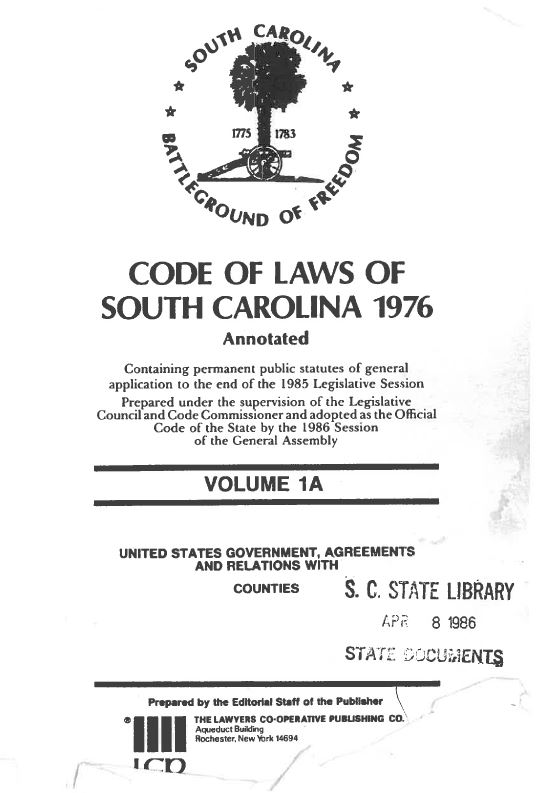 SOUTH CAROLINA
1775 1783
BATTLEGROUND OF FREEDOM
CODE OF LAWS OF
SOUTH CAROLINA 1976
Annotated
Containing permanent public statutes of general
application to the end of the 1985 Legislative Session
Prepared under the supervision of the Legislative
Council and Code Commissioner and adopted as the Official
Code of the State by the 1986 Session
of the General Assembly
VOLUME 1A
UNITED STATES GOVERNMENT, AGREEMENTS
AND RELATIONS WITH
COUNTIES
S. C. STATE LIBRARY
APR 8 1986
STATE DOCUMENTS
Prepared by the Editorial Staff of the Publisher
® THE LAWYERS CO-OPERATIVE PUBLISHING CO.
Aqueduct Building
Rochester, New York 14694
LCP